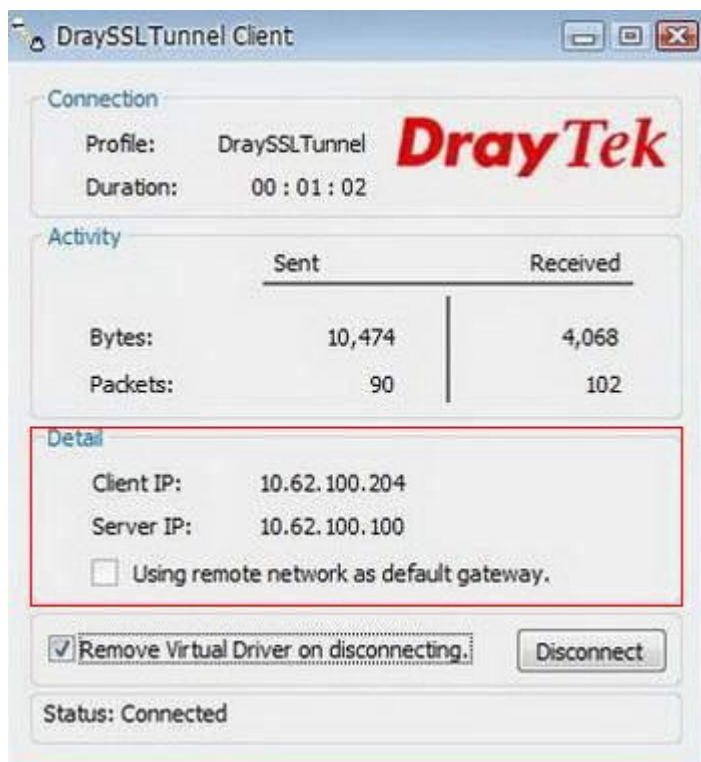 DraySSLTunnel Client
Connection
DrayTek
Profile: DraySSLTunnel
Duration: 00 : 01 : 02
Activity
Sent Received
Bytes: 10,474 4,068
Packets: 90 102
Detail
Client IP: 10.62.100.204
Server IP: 10.62.100.100
Using remote network as default gateway.
Remove Virtual Driver on disconnecting. Disconnect
Status: Connected